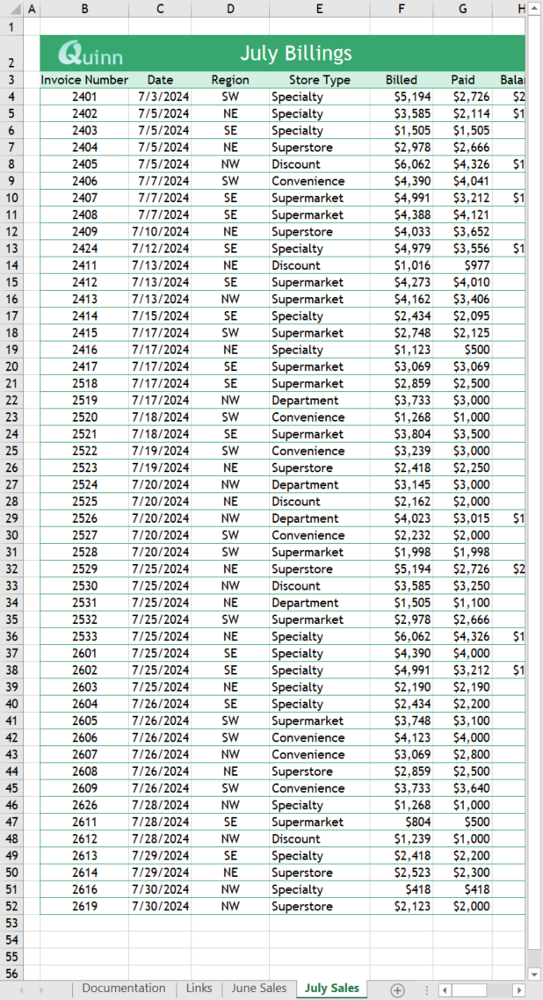 A B C D E F G H
1
2 Quinn July Billings
3 Invoice Number Date Region Store Type Billed Paid Balan
4 2401 7/3/2024 SW Specialty $5,194 $2,726 $2
5 2402 7/5/2024 NE Specialty $3,585 $2,114 $1
6 2403 7/5/2024 SE Specialty $1,505 $1,505
7 2404 7/5/2024 NE Superstore $2,978 $2,666
8 2405 7/5/2024 NW Discount $6,062 $4,326 $1
9 2406 7/7/2024 SW Convenience $4,390 $4,041
10 2407 7/7/2024 SE Supermarket $4,991 $3,212 $1
11 2408 7/7/2024 SE Supermarket $4,388 $4,121
12 2409 7/10/2024 NE Superstore $4,033 $3,652
13 2424 7/12/2024 SE Specialty $4,979 $3,556 $1
14 2411 7/13/2024 NE Discount $1,016 $977
15 2412 7/13/2024 SE Supermarket $4,273 $4,010
16 2413 7/13/2024 NW Supermarket $4,162 $3,406
17 2414 7/15/2024 SE Specialty $2,434 $2,095
18 2415 7/17/2024 SW Supermarket $2,748 $2,125
19 2416 7/17/2024 NE Specialty $1,123 $500
20 2417 7/17/2024 SE Supermarket $3,069 $3,069
21 2518 7/17/2024 SE Supermarket $2,859 $2,500
22 2519 7/17/2024 NW Department $3,733 $3,000
23 2520 7/18/2024 SW Convenience $1,268 $1,000
24 2521 7/18/2024 SE Supermarket $3,804 $3,500
25 2522 7/19/2024 SW Convenience $3,239 $3,000
26 2523 7/19/2024 NE Superstore $2,418 $2,250
27 2524 7/20/2024 NW Department $3,145 $3,000
28 2525 7/20/2024 NE Discount $2,162 $2,000
29 2526 7/20/2024 NW Department $4,023 $3,015 $1
30 2527 7/20/2024 SW Convenience $2,232 $2,000
31 2528 7/20/2024 SW Supermarket $1,998 $1,998
32 2529 7/25/2024 NE Superstore $5,194 $2,726 $2
33 2530 7/25/2024 NW Discount $3,585 $3,250
34 2531 7/25/2024 NE Department $1,505 $1,100
35 2532 7/25/2024 SW Supermarket $2,978 $2,666
36 2533 7/25/2024 NE Specialty $6,062 $4,326 $1
37 2601 7/25/2024 SE Specialty $4,390 $4,000
38 2602 7/25/2024 SE Specialty $4,991 $3,212 $1
39 2603 7/25/2024 NE Specialty $2,190 $2,190
40 2604 7/26/2024 SE Specialty $2,434 $2,200
41 2605 7/26/2024 SW Supermarket $3,748 $3,100
42 2606 7/26/2024 SW Convenience $4,123 $4,000
43 2607 7/26/2024 NW Convenience $3,069 $2,800
44 2608 7/26/2024 NE Superstore $2,859 $2,500
45 2609 7/26/2024 SW Convenience $3,733 $3,640
46 2626 7/28/2024 NW Specialty $1,268 $1,000
47 2611 7/28/2024 SE Supermarket $804 $500
48 2612 7/28/2024 NW Discount $1,239 $1,000
49 2613 7/29/2024 SE Specialty $2,418 $2,200
50 2614 7/29/2024 NE Superstore $2,523 $2,300
51 2616 7/30/2024 NW Specialty $418 $418
52 2619 7/30/2024 NW Superstore $2,123 $2,000
53
54
55
56
Documentation Links June Sales July Sales